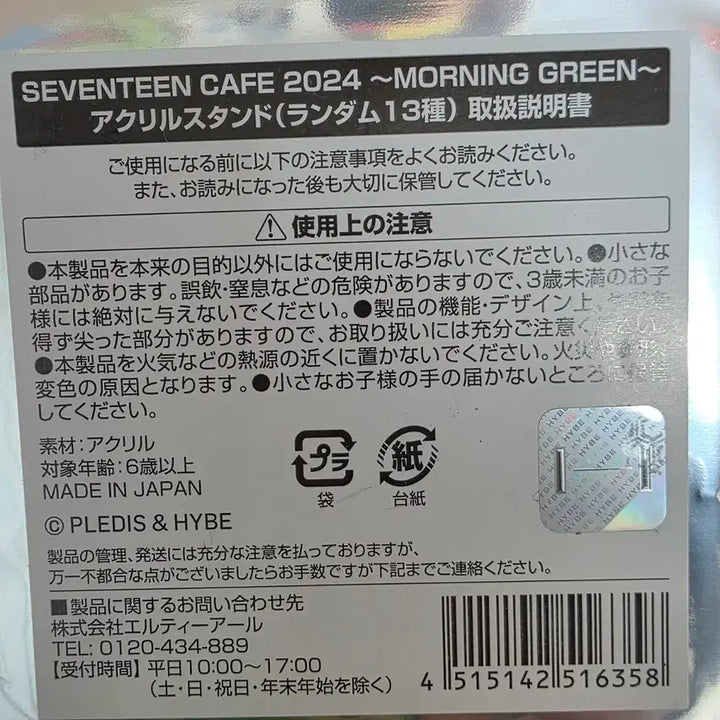 SEVENTEEN CAFE 2024 ~MORNING GREEN~
アクリルスタンド(ランダム13種) 取扱説明書
ご使用になる前に以下の注意事項をよくお読みください。
また、お読みになった後も大切に保管してください。
使用上の注意
●本製品を本来の目的以外にはご使用にならないでください。●小さな
部品があります。誤飲・窒息などの危険がありますので、3歳未満のお子
様には絶対に与えないでください。●製品の機能・デザイン上、やむを
得ず尖った部分がありますので、お取り扱いには充分ご注意ください。
●本製品を火気などの熱源の近くに置かないでください。火災や変形、
変色の原因となります。●小さなお子様の手の届かないところに保管
してください。
素材:アクリル
対象年齢:6歳以上
MADE IN JAPAN
プラ
袋
紙
台紙
HYBE
© PLEDIS & HYBE
製品の管理、発送には充分な注意を払っておりますが、
万一不都合な点がございましたらお手数ですが下記までご連絡ください。
■製品に関するお問い合わせ先
株式会社エルティーアール
TEL: 0120-434-889
【受付時間】平日10:00~17:00
(土・日・祝日・年末年始を除く)
4 515142 516358